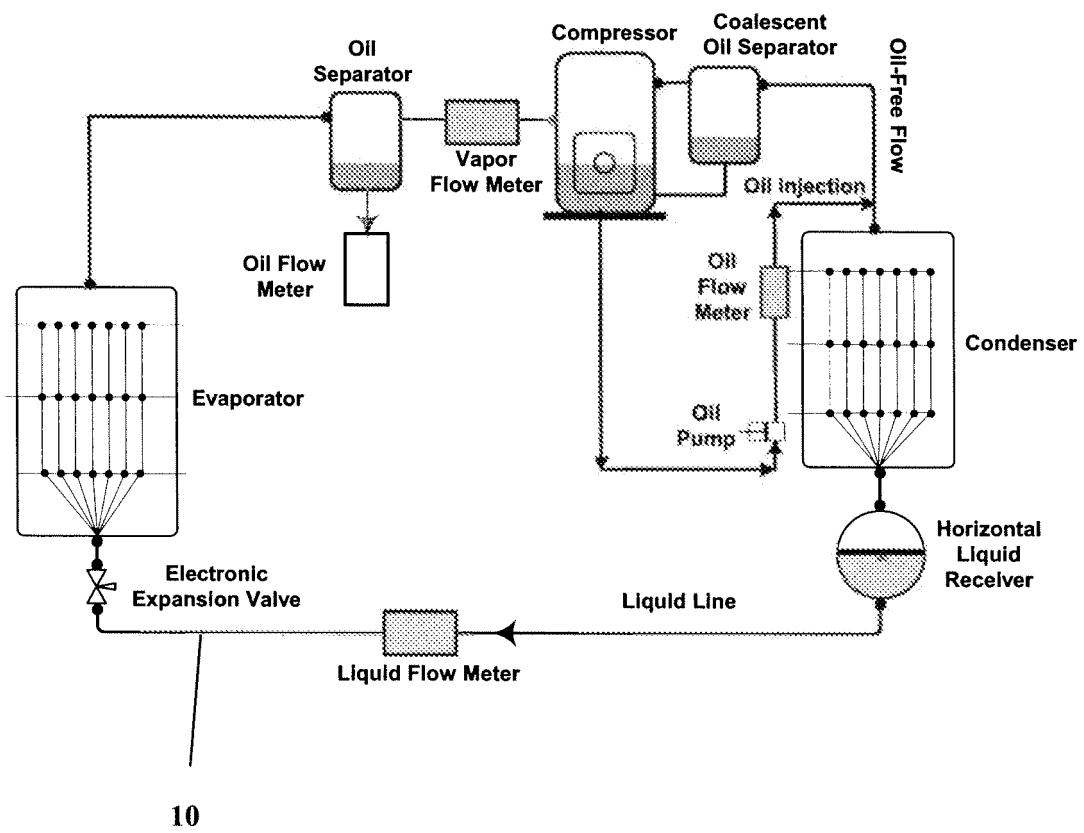 Compressor
Coalescent
Oil Separator
Oil
Separator
Oil-Free Flow
Vapor
Flow Meter
Oil Injection
Oil Flow
Meter
Oil
Flow
Meter
Condenser
Evaporator
Oil
Pump
Horizontal
Liquid
Receiver
Electronic
Expansion Valve
Liquid Line
Liquid Flow Meter
10